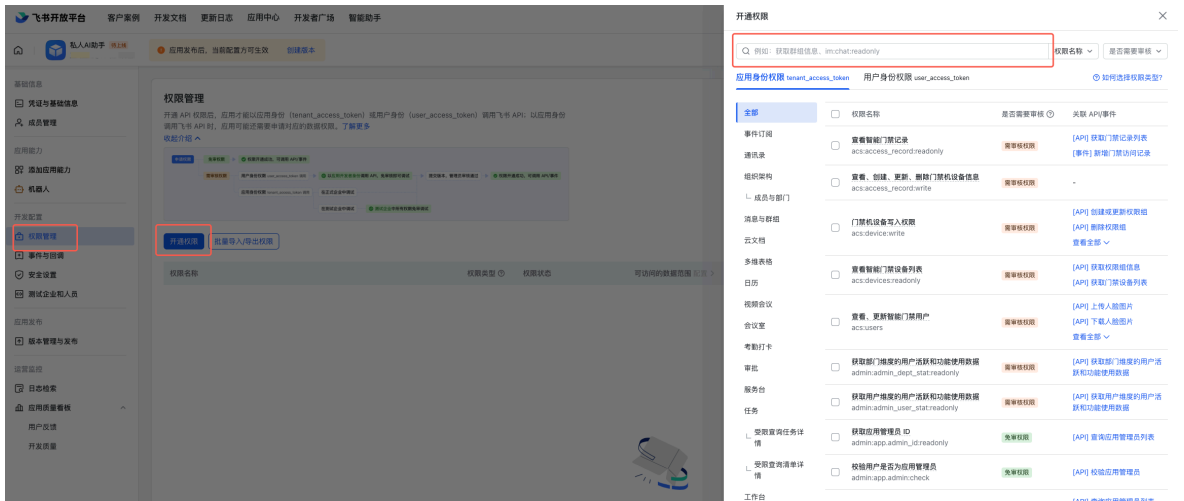 飞书开放平台 客户案例 开发文档 更新日志 应用中心 开发者广场 智能助手
私人AI助手 待上线
应用发布后，当前配置方可生效 创建版本
基础信息
凭证与基础信息
成员管理
应用能力
添加应用能力
机器人
开发配置
权限管理
事件与回调
安全设置
测试企业和人员
应用发布
版本管理与发布
运营监控
日志检索
应用质量看板
用户反馈
开发质量
权限管理
开通 API 权限后，应用才能以应用身份（tenant_access_token）或用户身份（user_access_token）调用飞书 API。以应用身份
调用飞书 API 时，应用可能还需要申请对应的数据权限。了解更多
收起介绍
开通权限 批量导入/导出权限
权限名称 权限类型 权限状态 可访问的数据范围
开通权限
例如：获取群组信息、im:chat:readonly
权限名称 是否需要审核
应用身份权限 tenant_access_token 用户身份权限 user_access_token 如何选择权限类型?
全部
事件订阅
通讯录
组织架构
成员与部门
消息与群组
云文档
多维表格
日历
视频会议
会议室
考勤打卡
审批
服务台
任务
受限查询任务详
情
受限查询清单详
情
工作台
权限名称 是否需要审核 关联 API/事件
查看智能门禁记录
acs:access_record:readonly
需审核权限
[API] 获取门禁记录列表
[事件] 新增门禁访问记录
查看、创建、更新、删除门禁机设备信息
acs:access_record:write
需审核权限
-
门禁机设备写入权限
acs:device:write
需审核权限
[API] 创建或更新权限组
[API] 删除权限组
查看全部
查看智能门禁设备列表
acs:devices:readonly
需审核权限
[API] 获取权限组信息
[API] 获取门禁设备列表
查看、更新智能门禁用户
acs:users
需审核权限
[API] 上传人脸图片
[API] 下载人脸图片
查看全部
获取部门维度的用户活跃和功能使用数据
admin:admin_dept_stat:readonly
需审核权限
[API] 获取部门维度的用户活
跃和功能使用数据
获取用户维度的用户活跃和功能使用数据
admin:admin_user_stat:readonly
需审核权限
[API] 获取用户维度的用户活
跃和功能使用数据
获取应用管理员 ID
admin:app.admin_id:readonly
免审权限
[API] 查询应用管理员列表
校验用户是否为应用管理员
admin:app.admin:check
免审权限
[API] 校验应用管理员